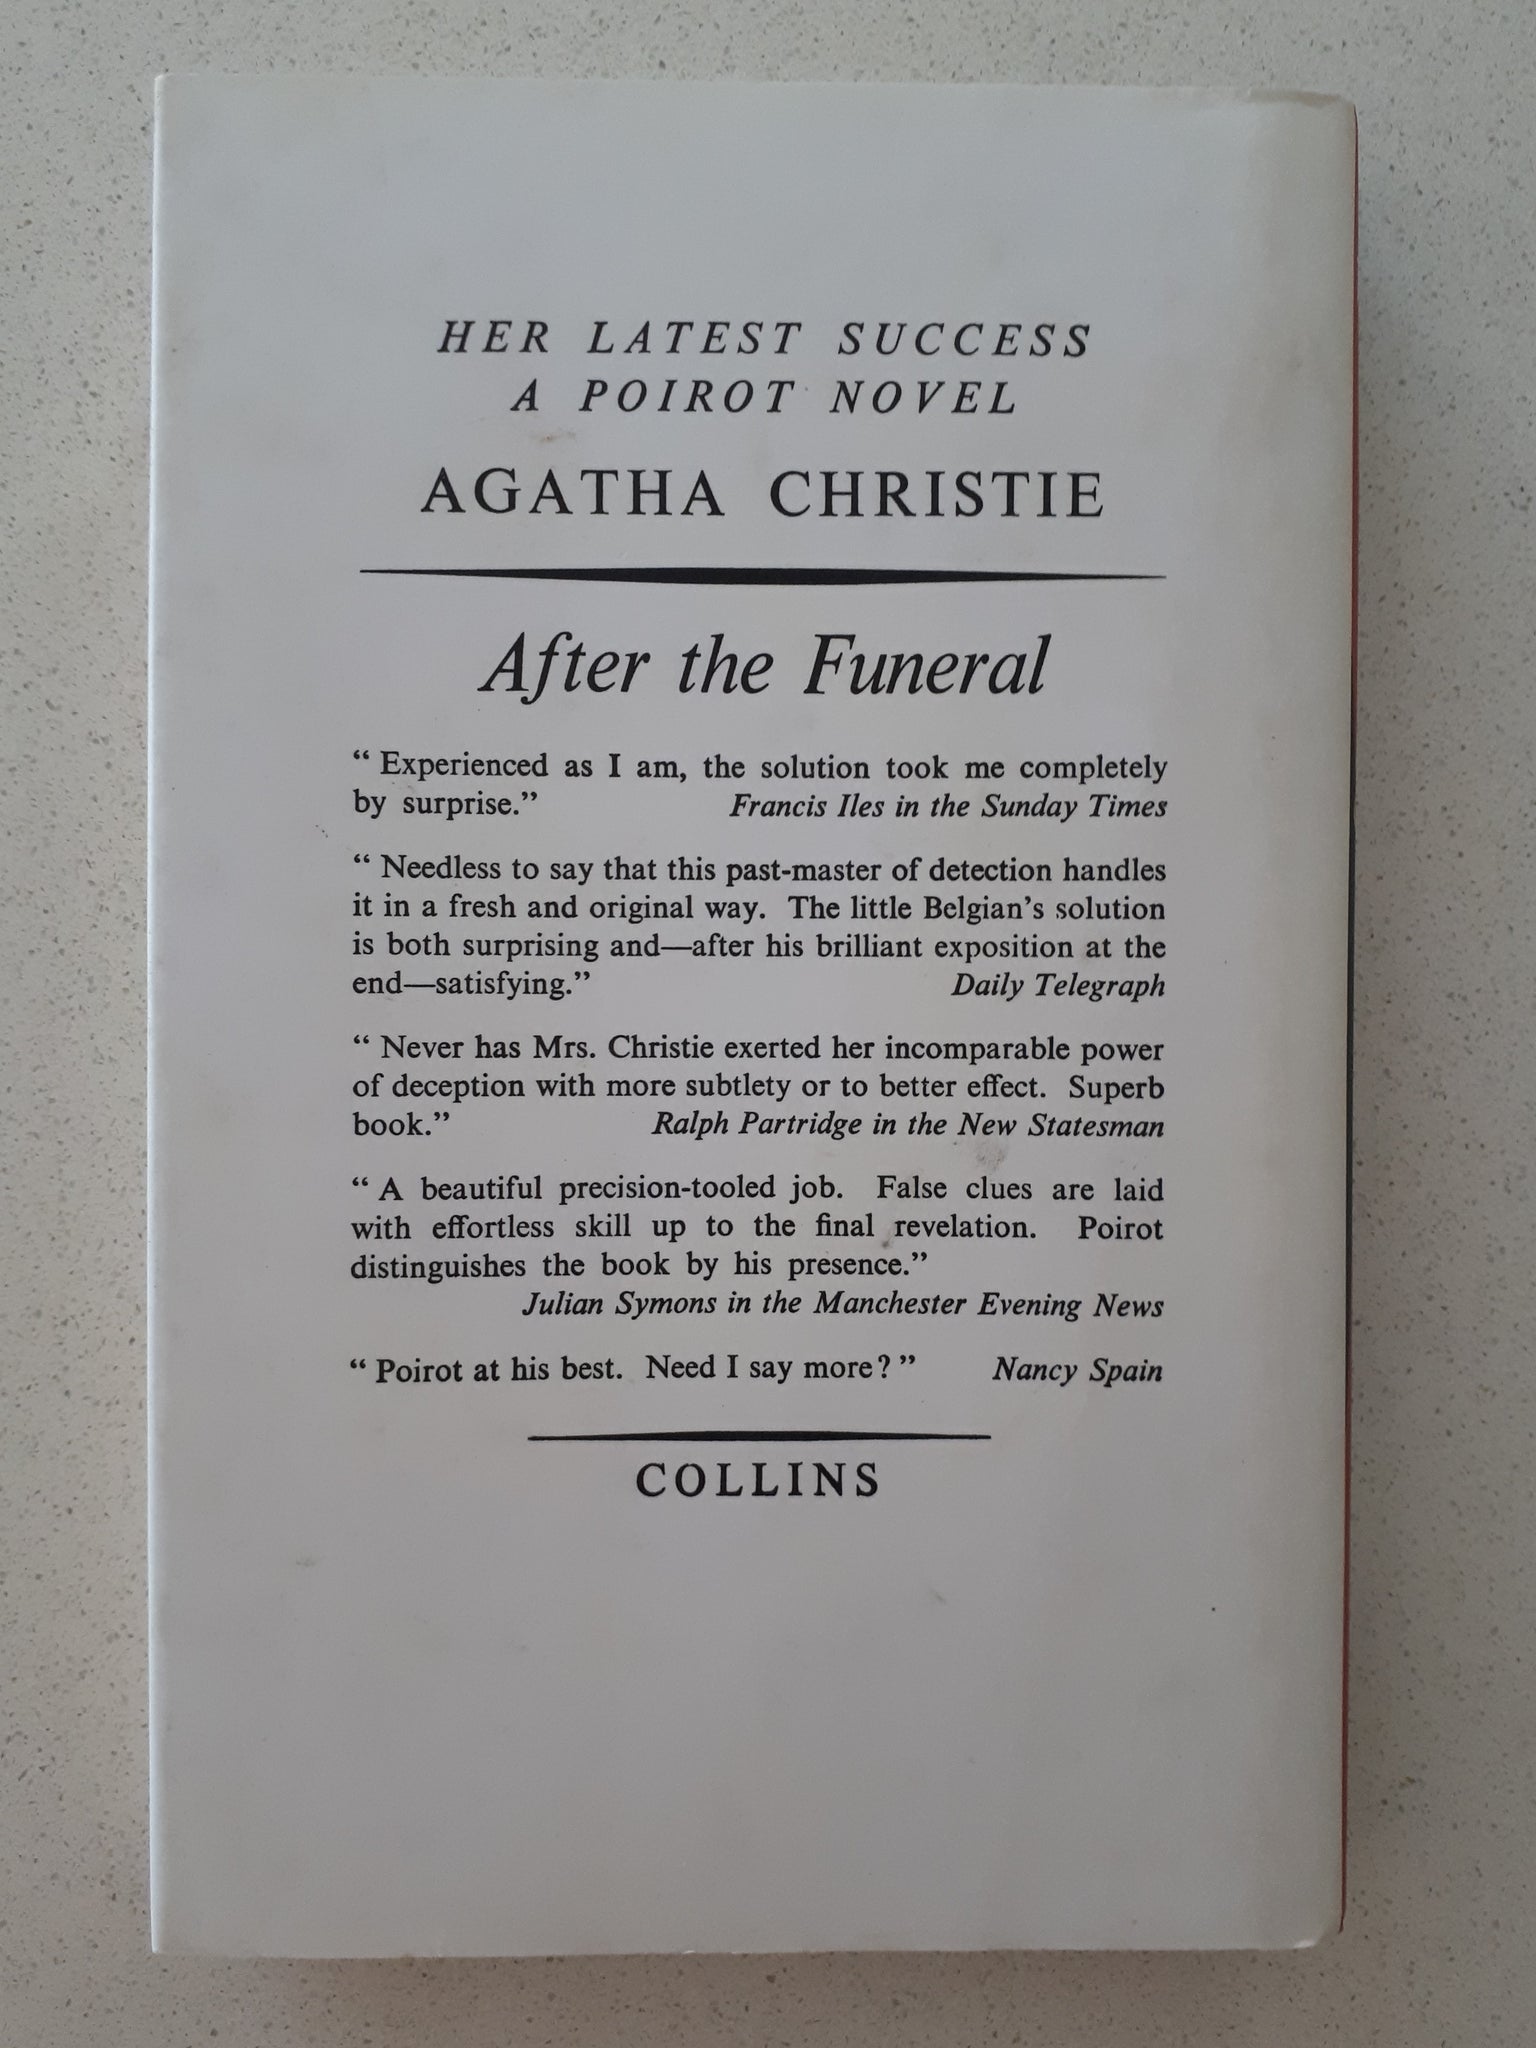 HER LATEST SUCCESS
A POIROT NOVEL
AGATHA CHRISTIE
After the Funeral
“ Experienced as I am, the solution took me completely
by surprise.” Francis Iles in the Sunday Times
“ Needless to say that this past-master of detection handles
it in a fresh and original way. The little Belgian’s solution
is both surprising and—after his brilliant exposition at the
end—satisfying.” Daily Telegraph
“ Never has Mrs. Christie exerted her incomparable power
of deception with more subtlety or to better effect. Superb
book.” Ralph Partridge in the New Statesman
“ A beautiful precision-tooled job. False clues are laid
with effortless skill up to the final revelation. Poirot
distinguishes the book by his presence.”
Julian Symons in the Manchester Evening News
“ Poirot at his best. Need I say more? ” Nancy Spain
COLLINS